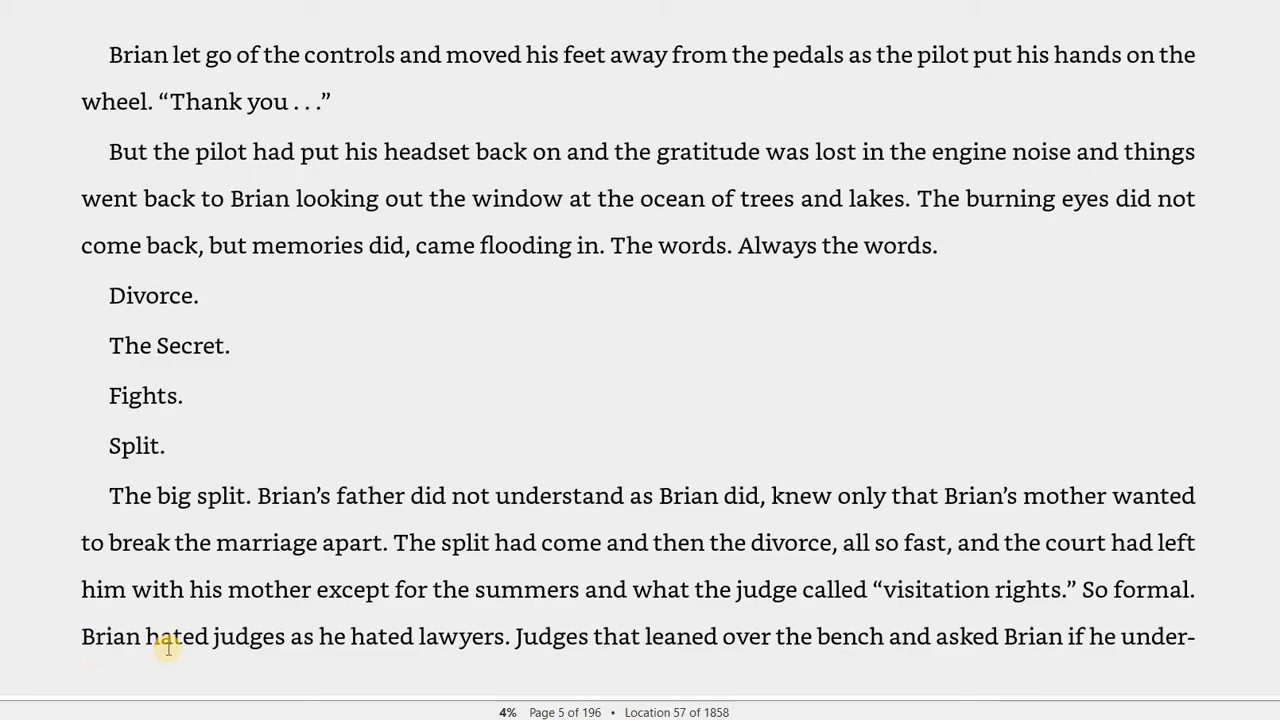 Brian let go of the controls and moved his feet away from the pedals as the pilot put his hands on the
wheel. “Thank you . . .”
But the pilot had put his headset back on and the gratitude was lost in the engine noise and things
went back to Brian looking out the window at the ocean of trees and lakes. The burning eyes did not
come back, but memories did, came flooding in. The words. Always the words.
Divorce.
The Secret.
Fights.
Split.
The big split. Brian’s father did not understand as Brian did, knew only that Brian’s mother wanted
to break the marriage apart. The split had come and then the divorce, all so fast, and the court had left
him with his mother except for the summers and what the judge called “visitation rights.” So formal.
Brian hated judges as he hated lawyers. Judges that leaned over the bench and asked Brian if he under-
4% Page 5 of 196 • Location 57 of 1858